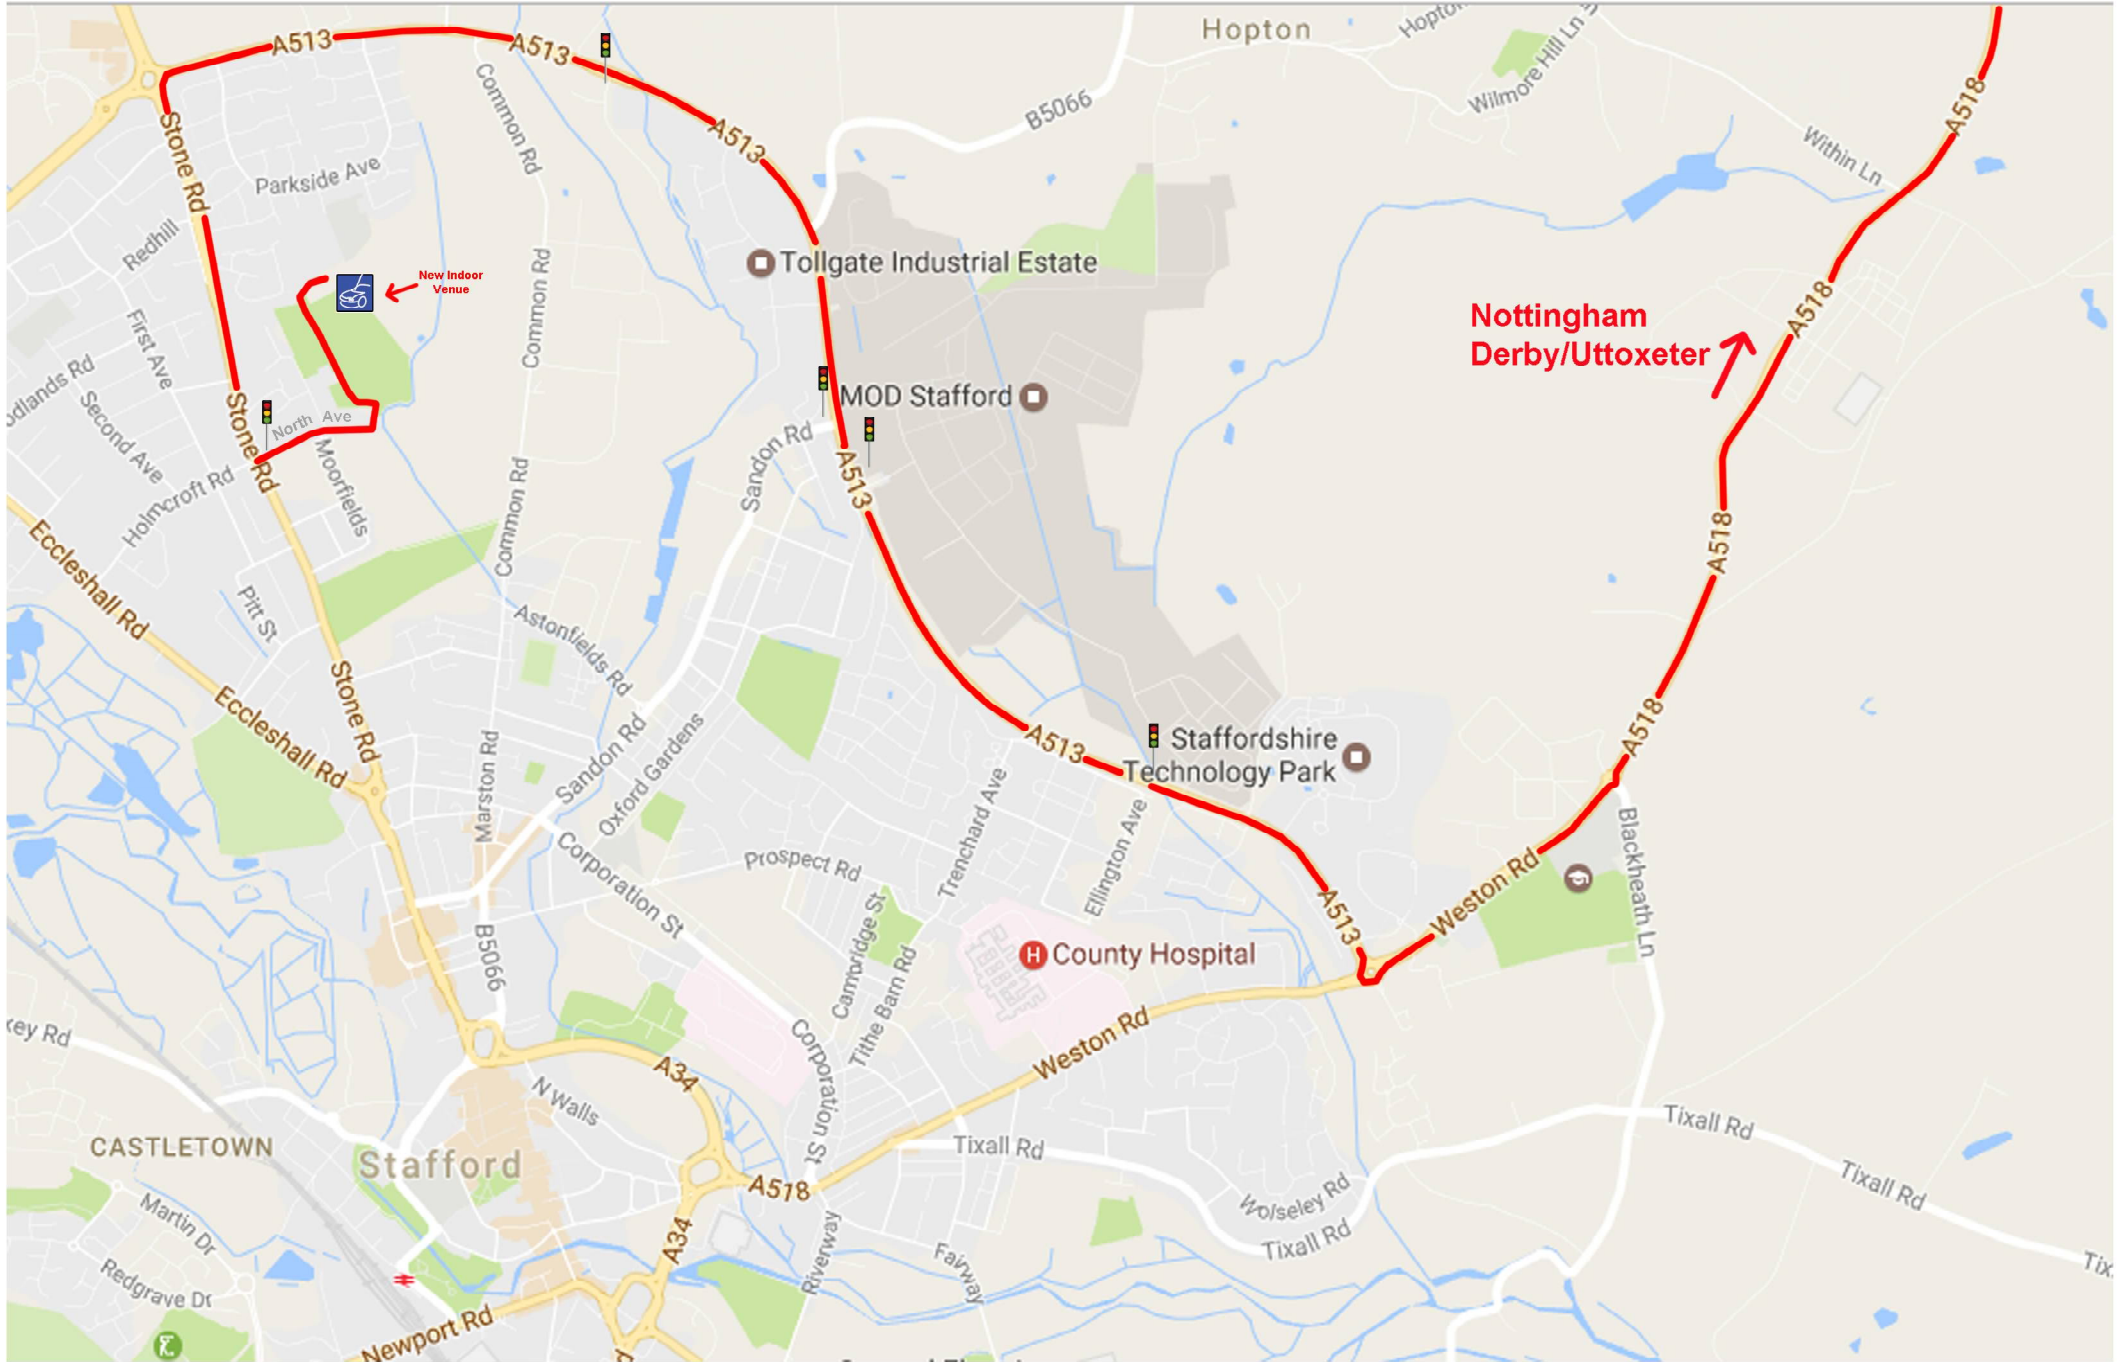 Hopton
Hopton
Wilmore Hill Ln
A513
A513
A518
B5066
Stone Rd
Common Rd
A513
Within Ln
Parkside Ave
Redhill
New Indoor
Venue
Tollgate Industrial Estate
Common Rd
A518
Nottingham
Derby/Uttoxeter
First Ave
MOD Stafford
Second Ave
Stone Rd
North Ave
Moorfields
Holmcroft Rd
Sandon Rd
A513
Common Rd
A518
Eccleshall Rd
Pitt St
Astonfields Rd
Stone Rd
Eccleshall Rd
Sandon Rd
Oxford Gardens
Marston Rd
A513
A518
Staffordshire
Technology Park
Trenchard Ave
Ellington Ave
Blackheath Ln
Prospect Rd
Corporation St
Cambridge St
A513
Weston Rd
B5066
County Hospital
H
Tithe Barn Rd
Weston Rd
Corporation St
A34
N Walls
CASTLETOWN
Stafford
Tixall Rd
Tixall Rd
Tixall Rd
A518
Wolseley Rd
Tixall Rd
Martin Dr
A34
Riverway
Fairway
Redgrave Dr
Newport Rd